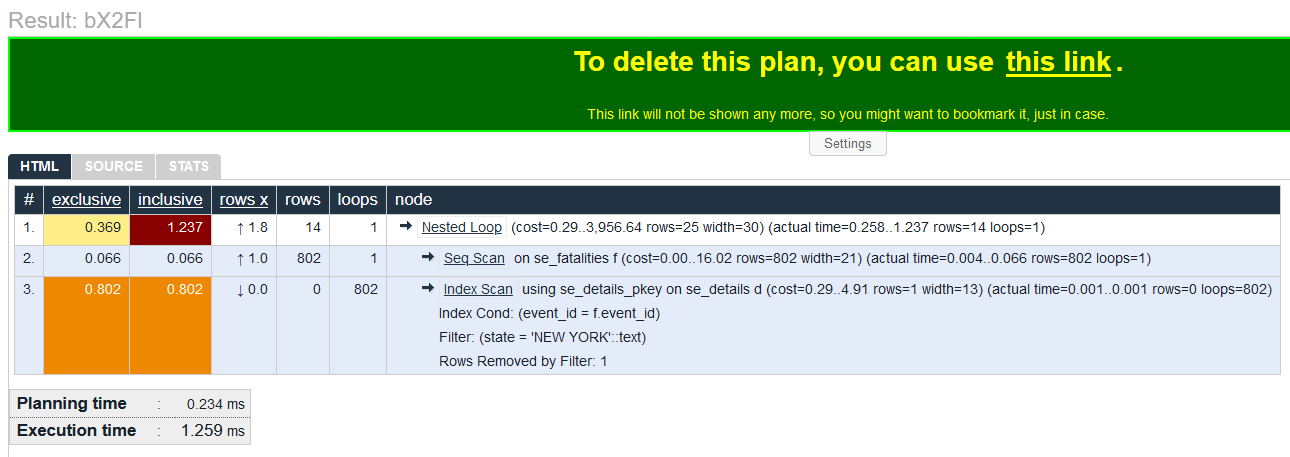 Result: bX2Fl
To delete this plan, you can use this link .
This link will not be shown any more, so you might want to bookmark it, just in case.
Settings
HTML SOURCE STATS
# exclusive inclusive rows x rows loops node
1. 0.369 1.237 ↑ 1.8 14 1 ➔ Nested Loop (cost=0.29..3,956.64 rows=25 width=30) (actual time=0.258..1.237 rows=14 loops=1)
2. 0.066 0.066 ↑ 1.0 802 1 ➔ Seq Scan on se_fatalities f (cost=0.00..16.02 rows=802 width=21) (actual time=0.004..0.066 rows=802 loops=1)
3. 0.802 0.802 ↓ 0.0 0 802 ➔ Index Scan using se_details_pkey on se_details d (cost=0.29..4.91 rows=1 width=13) (actual time=0.001..0.001 rows=0 loops=802)
Index Cond: (event_id = f.event_id)
Filter: (state = 'NEW YORK'::text)
Rows Removed by Filter: 1
Planning time : 0.234 ms
Execution time : 1.259 ms